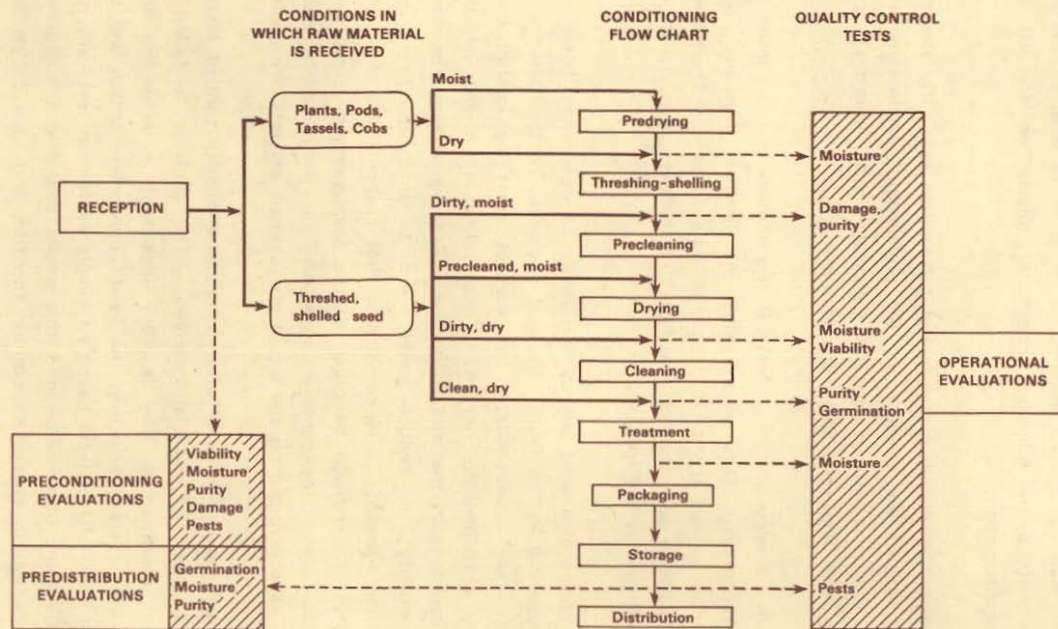 CONDITIONS IN
WHICH RAW MATERIAL
IS RECEIVED
CONDITIONING
FLOW CHART
QUALITY CONTROL
TESTS
RECEPTION
Plants, Pods,
Tassels, Cobs
Threshed,
shelled seed
Moist
Dry
Dirty, moist
Precleaned, moist
Dirty, dry
Clean, dry
Predrying
Threshing-shelling
Precleaning
Drying
Cleaning
Treatment
Packaging
Storage
Distribution
Moisture
Damage,
purity
Moisture
Viability
Purity
Germination
Moisture
Pests
OPERATIONAL
EVALUATIONS
PRECONDITIONING
EVALUATIONS
Viability
Moisture
Purity
Damage
Pests
PREDISTRIBUTION
EVALUATIONS
Germination
Moisture
Purity